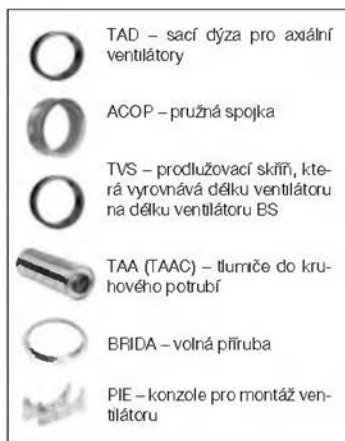 TAD – sací dýza pro axiální
ventilátory
ACOP – pružná spojka
TVS – prodlužovací skříň, kte-
rá vyrovnává délku ventilátoru
na délku ventilátoru BS
TAA (TAAC) – tlumiče do kru-
hového potrubí
BRIDA – volná příruba
PIE – konzole pro montáž ven-
tilátoru